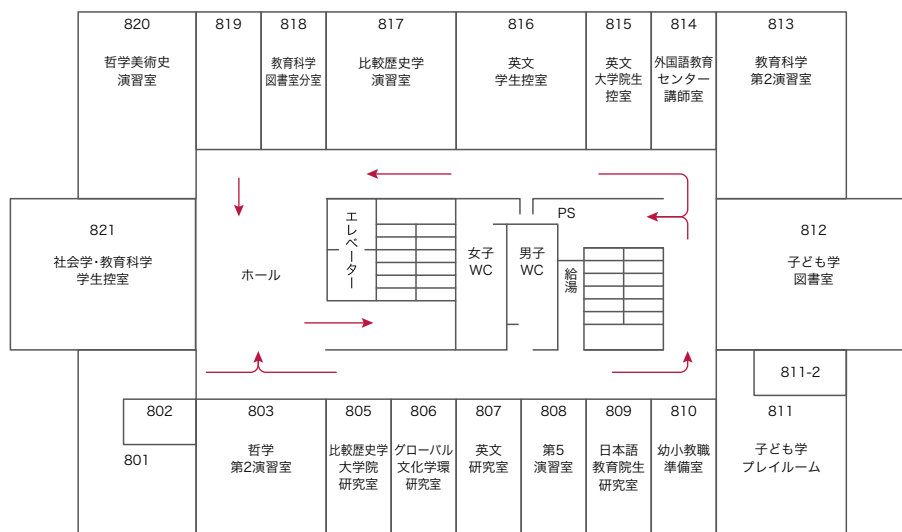 820
哲学美術史
演習室
819
818
教育科学
図書室分室
817
比較歴史学
演習室
816
英文
学生控室
815
英文
大学院生
控室
814
外国語教育
センター
講師室
813
教育科学
第2演習室
821
社会学・教育科学
学生控室
ホール
エレベーター
女子
WC
男子
WC
PS
給湯
812
子ども学
図書室
802
801
803
哲学
第2演習室
805
比較歴史学
大学院
研究室
806
グローバル
文化学環
研究室
807
英文
研究室
808
第5
演習室
809
日本語
教育院生
研究室
810
幼小教職
準備室
811-2
811
子ども学
プレイルーム